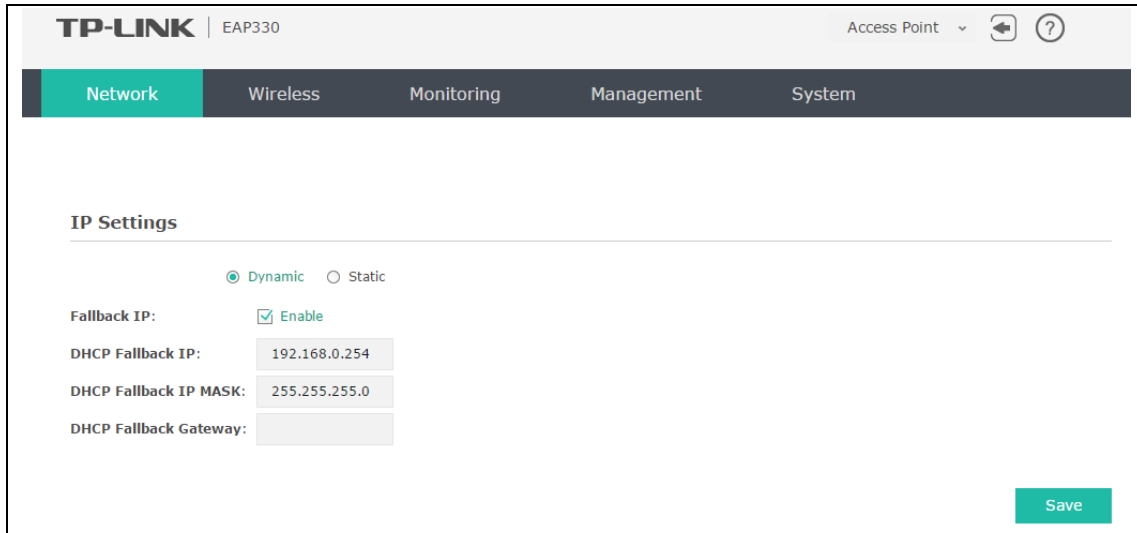 TP-LINK | EAP330 Access Point ?
Network Wireless Monitoring Management System
IP Settings
Dynamic Static
Fallback IP: Enable
DHCP Fallback IP: 192.168.0.254
DHCP Fallback IP MASK: 255.255.255.0
DHCP Fallback Gateway:
Save